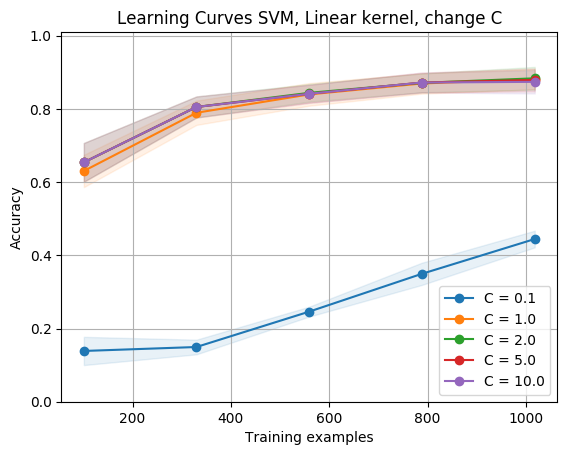 Learning Curves SVM, Linear kernel, change C
1.0
0.8
0.6
0.4
0.2
0.0
Accuracy
200
400
600
800
1000
Training examples
C = 0.1
C = 1.0
C = 2.0
C = 5.0
C = 10.0